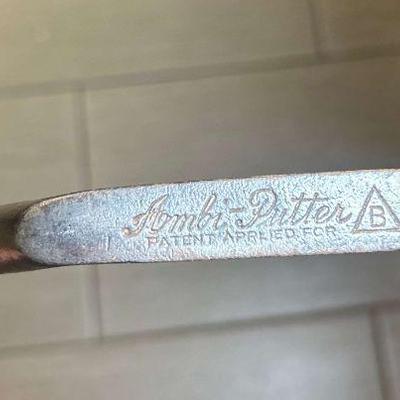 Ambi-Putter
PATENT APPLIED FOR
B